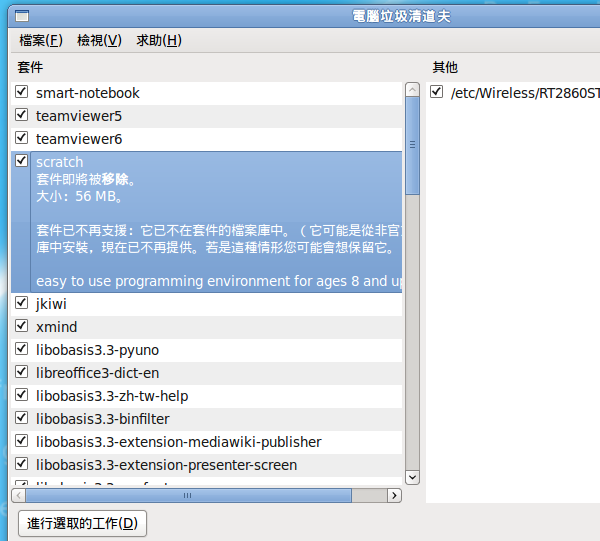 電腦垃圾清道夫
檔案(F) 檢視(V) 求助(H)
套件
smart-notebook
teamviewer5
teamviewer6
scratch
套件即將被移除。
大小：56 MB。
套件已不再支援：它已不在套件的檔案庫中。（它可能是從非官
庫中安裝，現在已不再提供。若是這種情形您可能會想保留它。
easy to use programming environment for ages 8 and up
jkiwi
xmind
libobasis3.3-pyuno
libreoffice3-dict-en
libobasis3.3-zh-tw-help
libobasis3.3-binfilter
libobasis3.3-extension-mediawiki-publisher
libobasis3.3-extension-presenter-screen
其他
/etc/Wireless/RT2860ST
進行選取的工作(D)